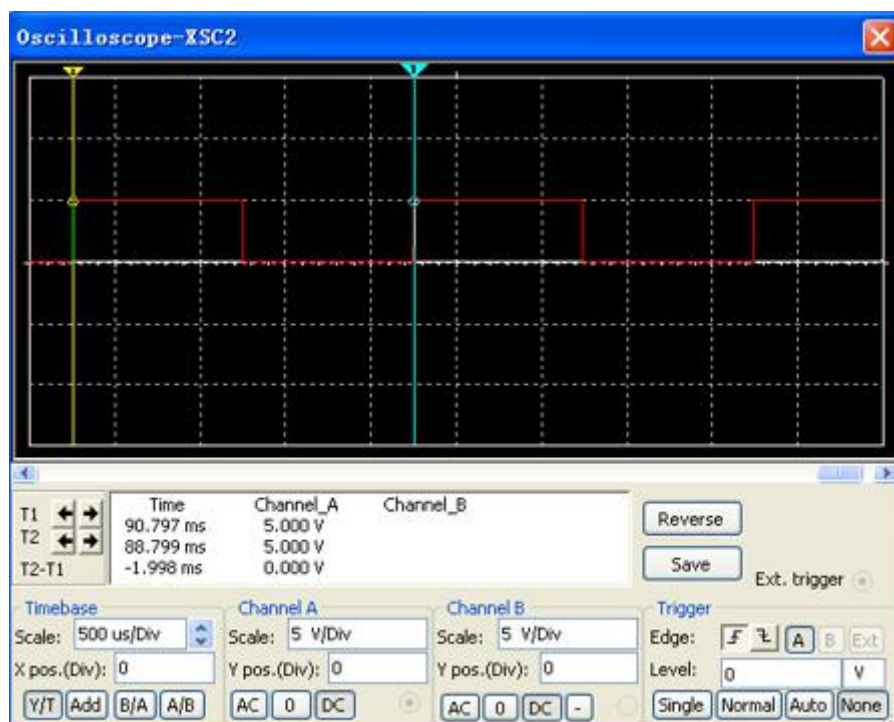 Oscilloscope-XSC2
Time Channel_A Channel_B
T1 90.797 ms 5.000 V
T2 88.799 ms 5.000 V
T2-T1 -1.998 ms 0.000 V
Reverse
Save
Ext. trigger
Timebase
Scale: 500 us/Div
X pos.(Div): 0
Y/T Add B/A A/B
Channel A
Scale: 5 V/Div
Y pos.(Div): 0
AC 0 DC
Channel B
Scale: 5 V/Div
Y pos.(Div): 0
AC 0 DC -
Trigger
Edge: A B Ext
Level: 0 V
Single Normal Auto None